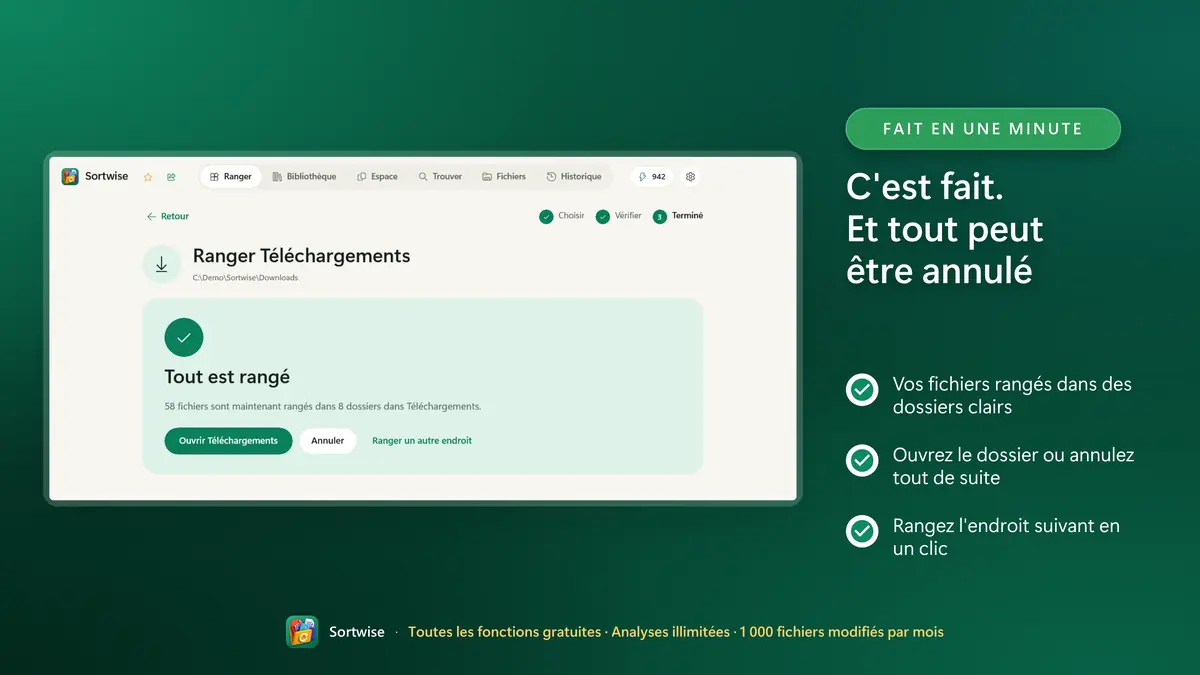 Sortwise
Ranger
Bibliothèque
Espace
Trouver
Fichiers
Historique
942
Retour
Choisir
Vérifier
3
Terminé
Ranger Téléchargements
C:\Demo\Sortwise\Downloads
Tout est rangé
58 fichiers sont maintenant rangés dans 8 dossiers dans Téléchargements.
Ouvrir Téléchargements
Annuler
Ranger un autre endroit
FAIT EN UNE MINUTE
C'est fait.
Et tout peut
être annulé
Vos fichiers rangés dans des
dossiers clairs
Ouvrez le dossier ou annulez
tout de suite
Rangez l'endroit suivant en
un clic
Sortwise · Toutes les fonctions gratuites · Analyses illimitées · 1 000 fichiers modifiés par mois